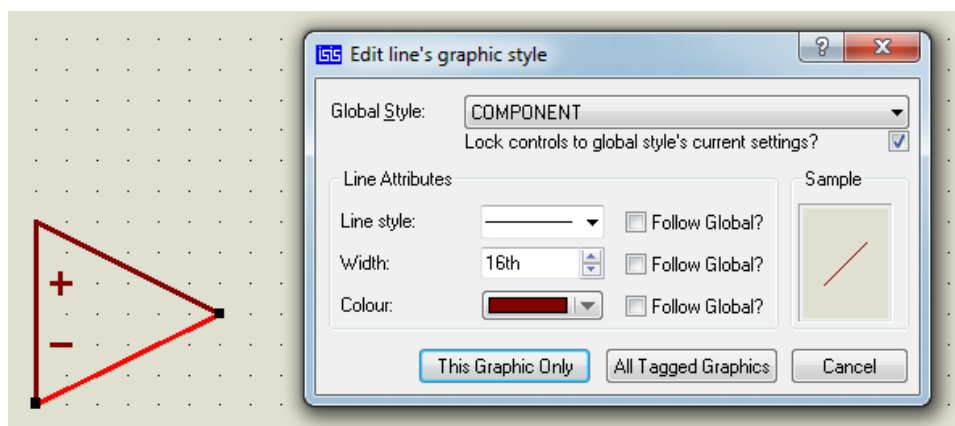 isis Edit line's graphic style
Global Style: COMPONENT
Lock controls to global style's current settings?
Line Attributes
Sample
Line style: Follow Global?
Width: 16th Follow Global?
Colour: Follow Global?
This Graphic Only All Tagged Graphics Cancel
+
–